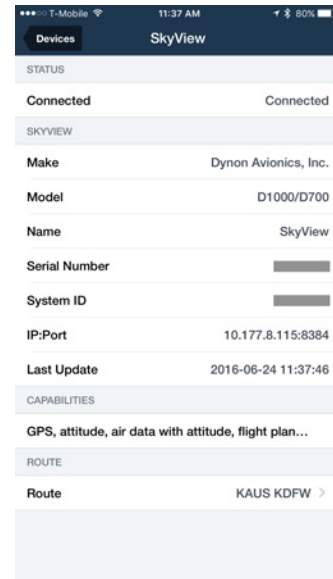 T-Mobile 11:37 AM 80%
Devices SkyView
STATUS
Connected Connected
SKYVIEW
Make Dynon Avionics, Inc.
Model D1000/D700
Name SkyView
Serial Number
System ID
IP:Port 10.177.8.115:8384
Last Update 2016-06-24 11:37:46
CAPABILITIES
GPS, attitude, air data with attitude, flight plan...
ROUTE
Route KAUS KDFW >